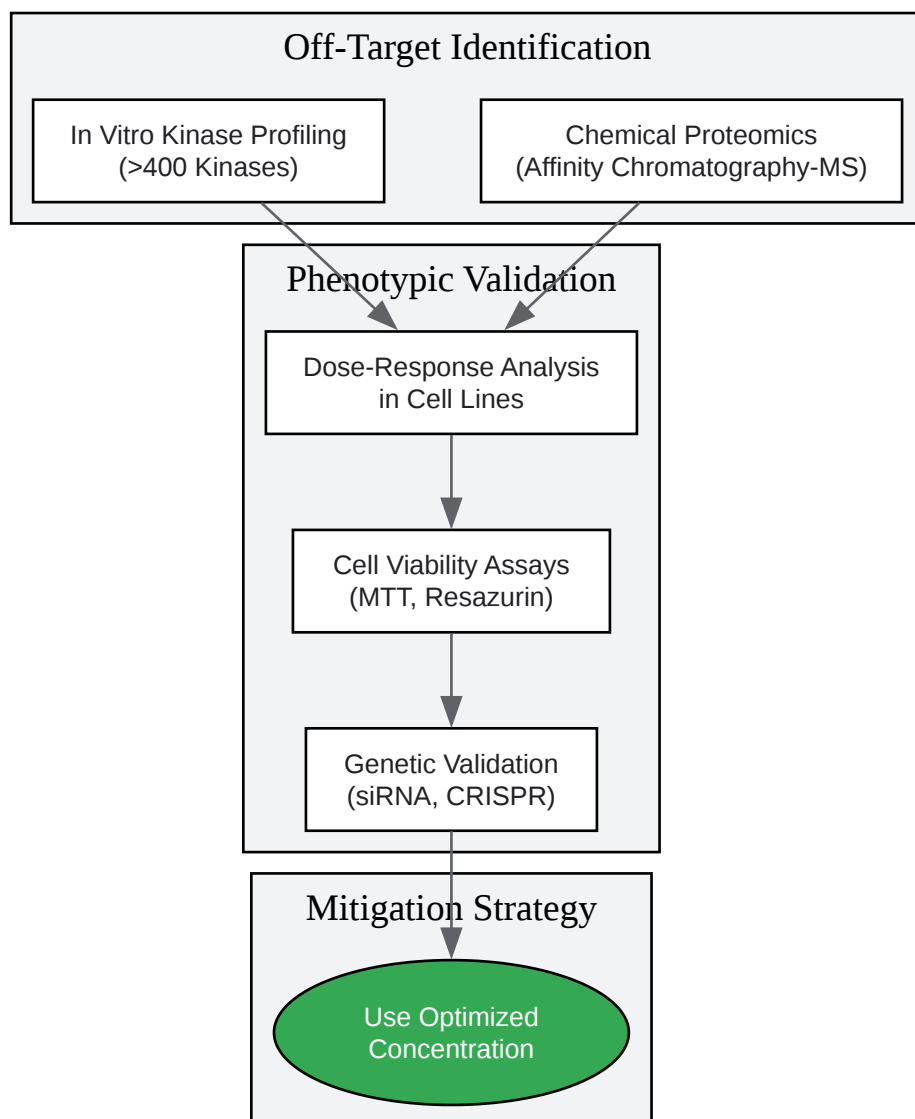 Off-Target Identification
In Vitro Kinase Profiling
(>400 Kinases)
Chemical Proteomics
(Affinity Chromatography-MS)
Phenotypic Validation
Dose-Response Analysis
in Cell Lines
Cell Viability Assays
(MTT, Resazurin)
Genetic Validation
(siRNA, CRISPR)
Mitigation Strategy
Use Optimized
Concentration